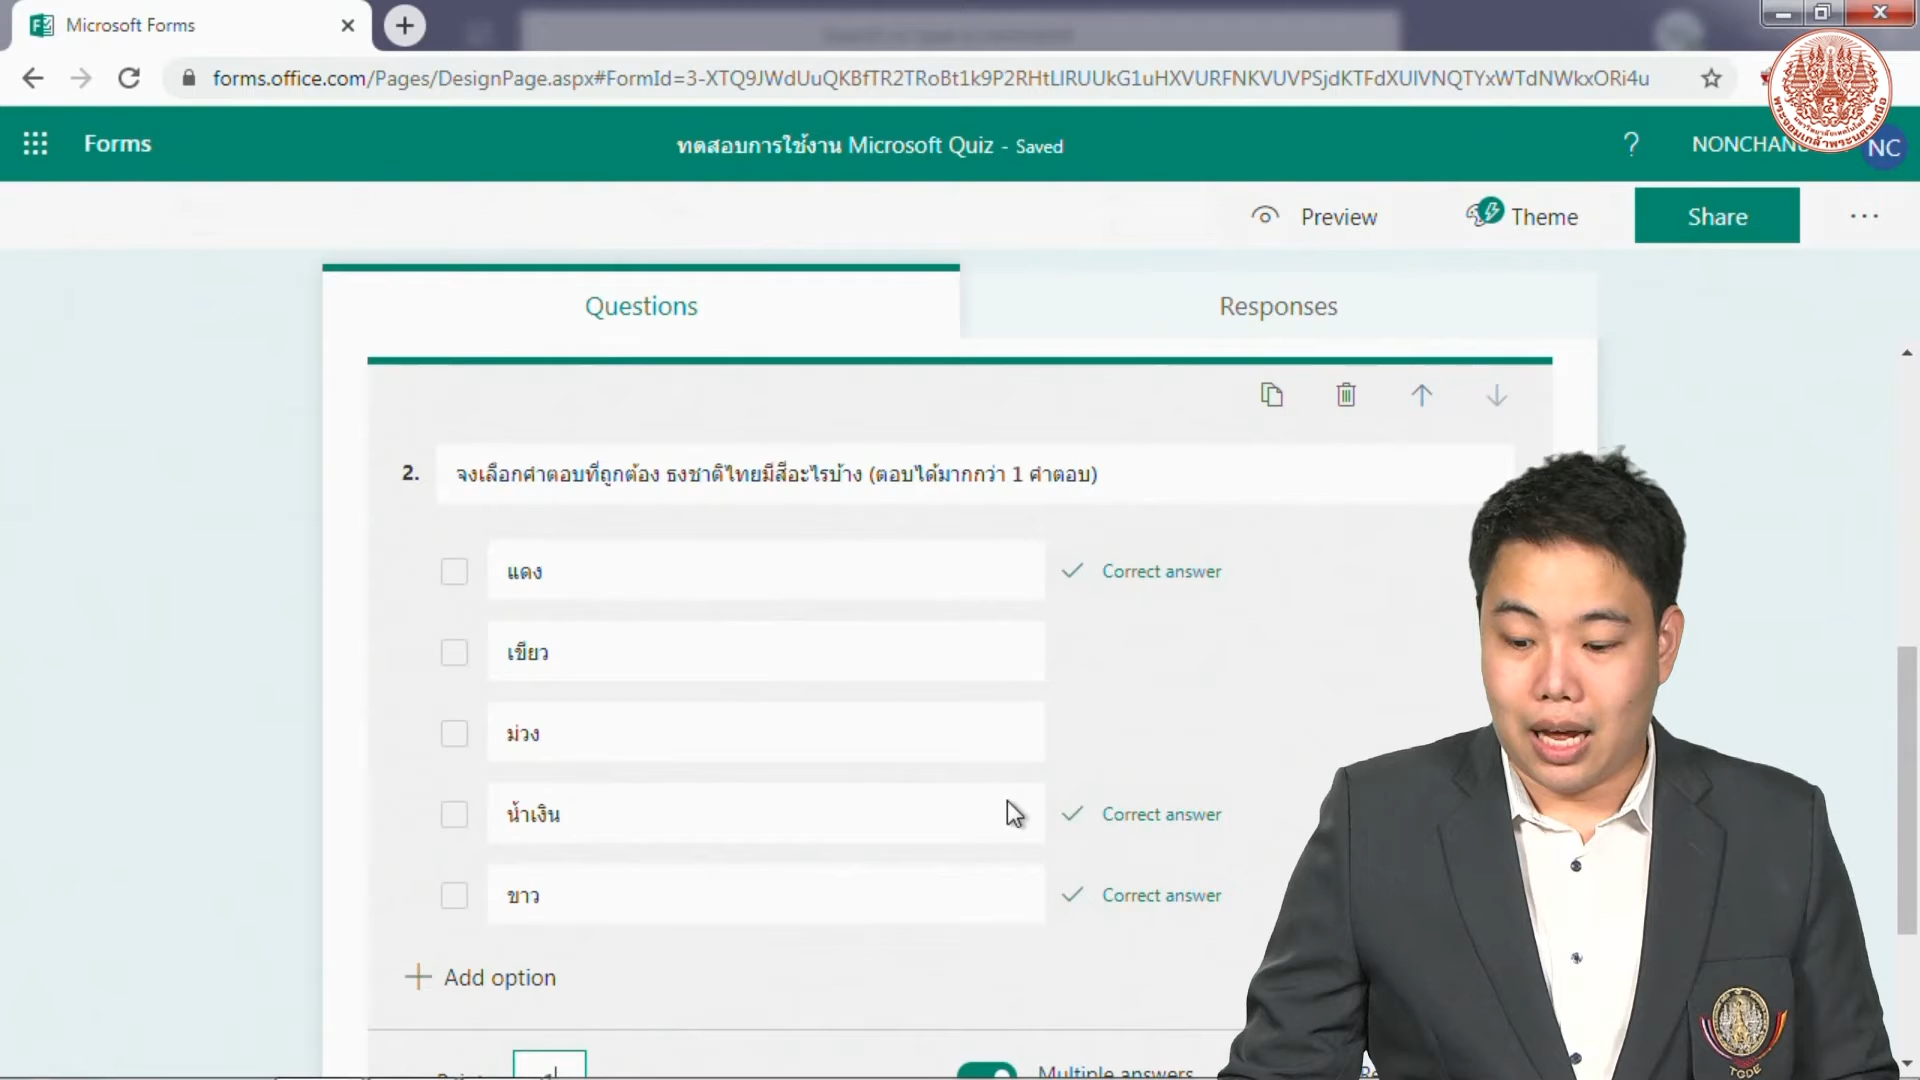 Microsoft Forms
forms.office.com/Pages/DesignPage.aspx#FormId=3-XTQ9JWdUuQKBfTR2TRoBt1k9P2RHtLlRUUkG1uHXVURFNKVUVPSjdKTFdXUlVNQTYxWTdNWkxORi4u
Forms
ทดสอบการใช้งาน Microsoft Quiz - Saved
?
NC
Preview
Theme
Share
Questions
Responses
2. จงเลือกคำตอบที่ถูกต้อง ธงชาติไทยมีสีอะไรบ้าง (ตอบได้มากกว่า 1 คำตอบ)
แดง
Correct answer
เขียว
ม่วง
น้ำเงิน
Correct answer
ขาว
Correct answer
Add option
Multiple answers
TGDE